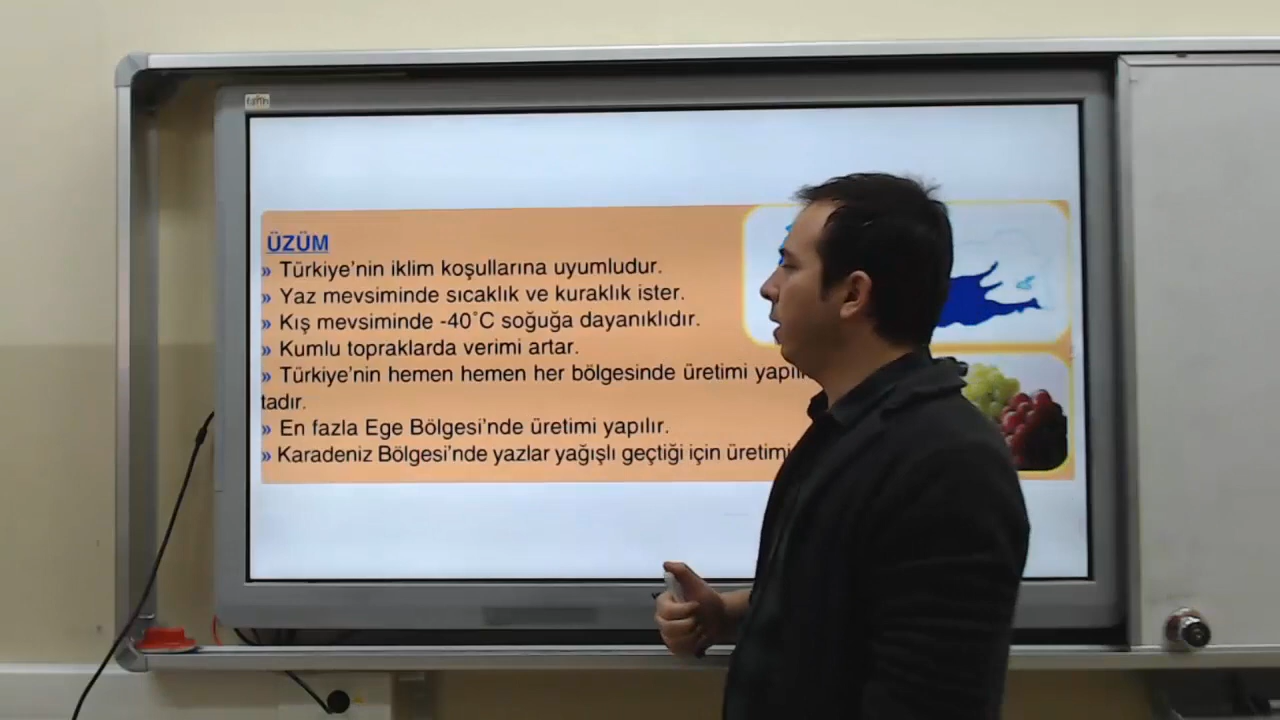 ÜZÜM
» Türkiye'nin iklim koşullarına uyumludur.
» Yaz mevsiminde sıcaklık ve kuraklık ister.
» Kış mevsiminde -40˚C soğuğa dayanıklıdır.
» Kumlu topraklarda verimi artar.
» Türkiye'nin hemen hemen her bölgesinde üretimi
tadır.
» En fazla Ege Bölgesi'nde üretimi yapılır.
» Karadeniz Bölgesi'nde yazlar yağışlı geçtiği için